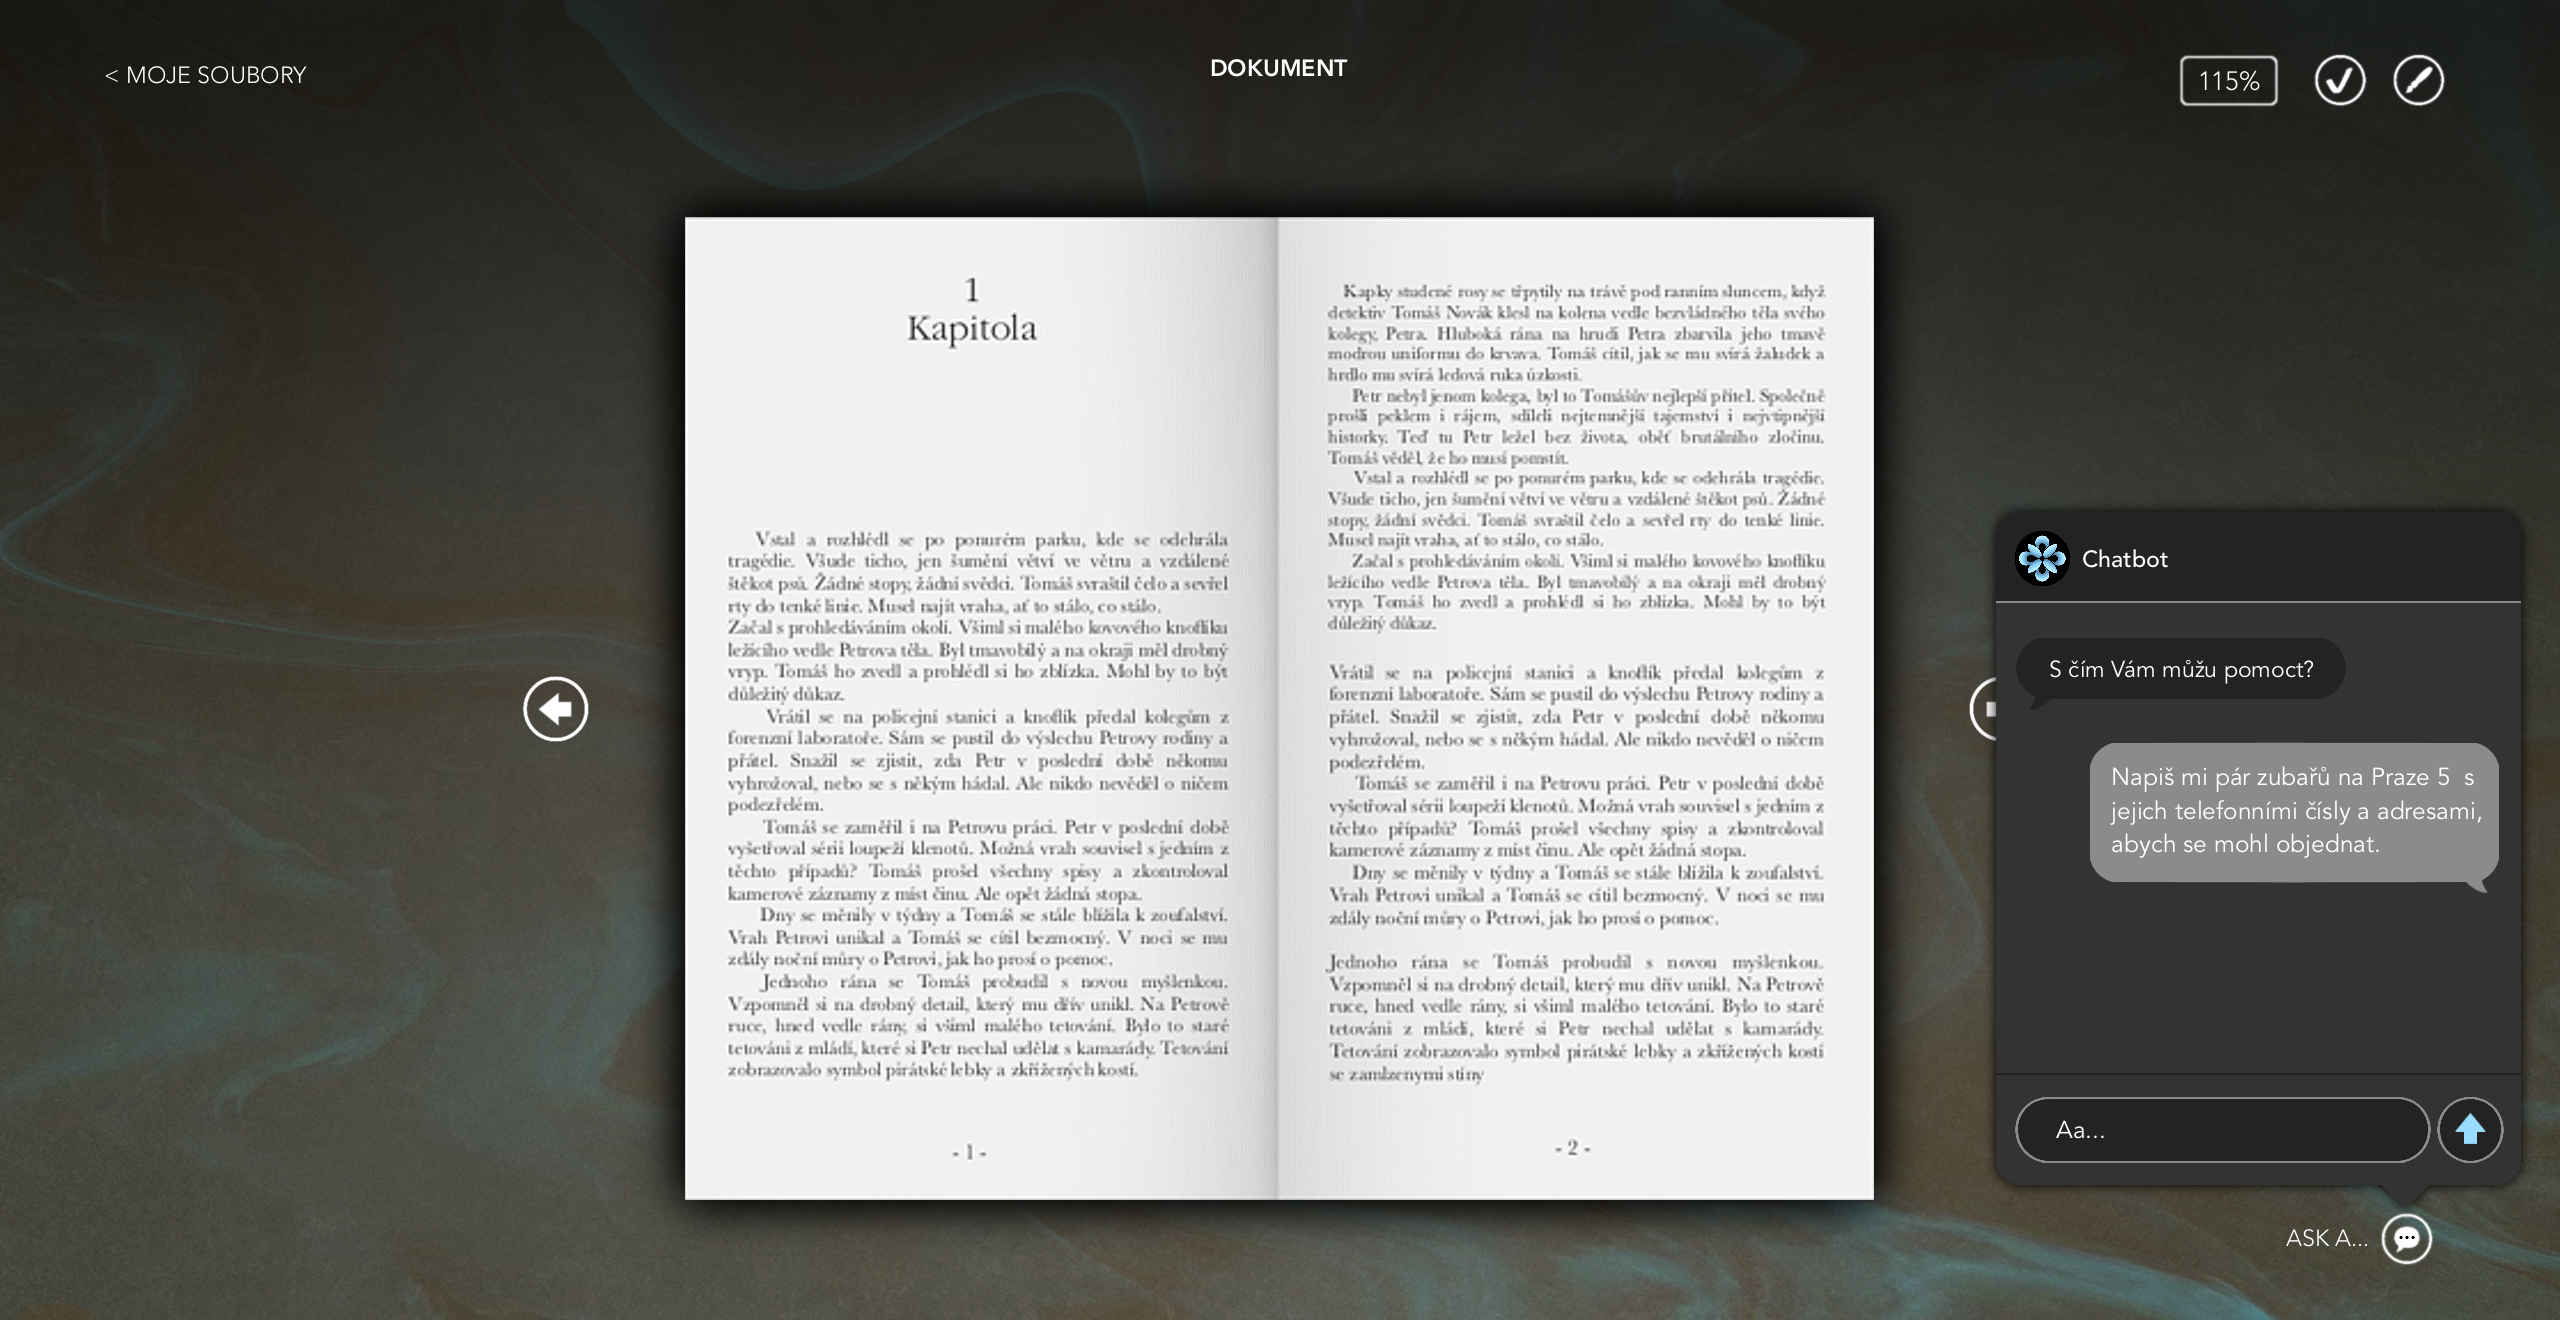 < MOJE SOUBORY
DOKUMENT
115%
1
Kapitola
Vstal a rozhlédl se po ponurém parku, kde se odehrála
tragédie. Všude ticho, jen šumění větví ve větru a vzdálené
štěkot psů. Žádné stopy, žádní svědci. Tomáš svraštil čelo a sevřel
rty do tenké linie. Musel najít vraha, ať to stálo, co stálo.
Začal s prohledáváním okolí. Všiml si malého kovového knoflíku
ležícího vedle Petrova těla. Byl tmavobílý a na okraji měl drobný
vryp. Tomáš ho zvedl a prohlédl si ho zblízka. Mohl by to být
důležitý důkaz.
Vrátil se na policejní stanici a knoflík předal kolegům z
forenzní laboratoře. Sám se pustil do výslechu Petrovy rodiny a
přátel. Snažil se zjistit, zda Petr v poslední době někomu
vyhrožoval, nebo se s někým hádal. Ale nikdo nevěděl o ničem
podezřelém.
Tomáš se zaměřil i na Petrovu práci. Petr v poslední době
vyšetřoval sérii loupeží klenotů. Možná vrah souvisel s jedním z
těchto případů? Tomáš prošel všechny spisy a zkontroloval
kamerové záznamy z míst činu. Ale opět žádná stopa.
Dny se měnily v týdny a Tomáš se stále blížila k zoufalství.
Vrah Petrovi unikal a Tomáš se cítil bezmocný. V noci se mu
zdály noční můry o Petrovi, jak ho prosí o pomoc.
Jednoho rána se Tomáš probudil s novou myšlenkou.
Vzpomněl si na drobný detail, který mu dřív unikl. Na Petrově
ruce, hned vedle rány, si všiml malého tetování. Bylo to staré
tetování z mládí, které si Petr nechal udělat s kamarády. Tetování
zobrazovalo symbol pirátské lebky a zkřížených kostí.
- 1 -
Kapky studené rosy se třpytily na trávě pod ranním sluncem, když
detektiv Tomáš Novák klesl na kolena vedle bezvládného těla svého
kolegy, Petra. Hluboká rána na hrudi Petra zbarvila jeho tmavě
modrou uniformu do krvava. Tomáš cítil, jak se mu svírá žaludek a
hrdlo mu svírá ledová ruka úzkosti.
Petr nebyl jenom kolega, byl to Tomášův nejlepší přítel. Společně
prošli peklem i rájem, sdíleli nejtemnější tajemství i nejvtipnější
historky. Teď tu Petr ležel bez života, oběť brutálního zločinu.
Tomáš věděl, že ho musí pomstít.
Vstal a rozhlédl se po ponurém parku, kde se odehrála tragédie.
Všude ticho, jen šumění větví ve větru a vzdálené štěkot psů. Žádné
stopy, žádní svědci. Tomáš svraštil čelo a sevřel rty do tenké linie.
Musel najít vraha, ať to stálo, co stálo.
Začal s prohledáváním okolí. Všiml si malého kovového knoflíku
ležícího vedle Petrova těla. Byl tmavobílý a na okraji měl drobný
vryp. Tomáš ho zvedl a prohlédl si ho zblízka. Mohl by to být
důležitý důkaz.
Vrátil se na policejní stanici a knoflík předal kolegům z
forenzní laboratoře. Sám se pustil do výslechu Petrovy rodiny a
přátel. Snažil se zjistit, zda Petr v poslední době někomu
vyhrožoval, nebo se s někým hádal. Ale nikdo nevěděl o ničem
podezřelém.
Tomáš se zaměřil i na Petrovu práci. Petr v poslední době
vyšetřoval sérii loupeží klenotů. Možná vrah souvisel s jedním z
těchto případů? Tomáš prošel všechny spisy a zkontroloval
kamerové záznamy z míst činu. Ale opět žádná stopa.
Dny se měnily v týdny a Tomáš se stále blížila k zoufalství.
Vrah Petrovi unikal a Tomáš se cítil bezmocný. V noci se mu
zdály noční můry o Petrovi, jak ho prosí o pomoc.
Jednoho rána se Tomáš probudil s novou myšlenkou.
Vzpomněl si na drobný detail, který mu dřív unikl. Na Petrově
ruce, hned vedle rány, si všiml malého tetování. Bylo to staré
tetování z mládí, které si Petr nechal udělat s kamarády.
Tetování zobrazovalo symbol pirátské lebky a zkřížených kostí
se zamlzenymi stíny
- 2 -
Chatbot
S čím Vám můžu pomoct?
Napiš mi pár zubařů na Praze 5 s
jejich telefonními čísly a adresami,
abych se mohl objednat.
Aa...
ASK A...